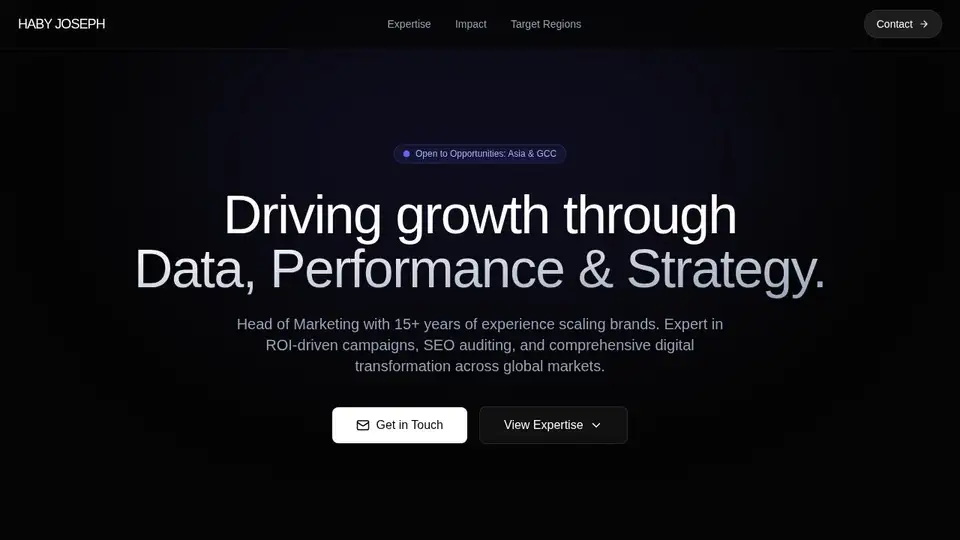 HABY JOSEPH
Expertise
Impact
Target Regions
Contact
Open to Opportunities: Asia & GCC
Driving growth through
Data, Performance & Strategy.
Head of Marketing with 15+ years of experience scaling brands. Expert in
ROI-driven campaigns, SEO auditing, and comprehensive digital
transformation across global markets.
Get in Touch
View Expertise